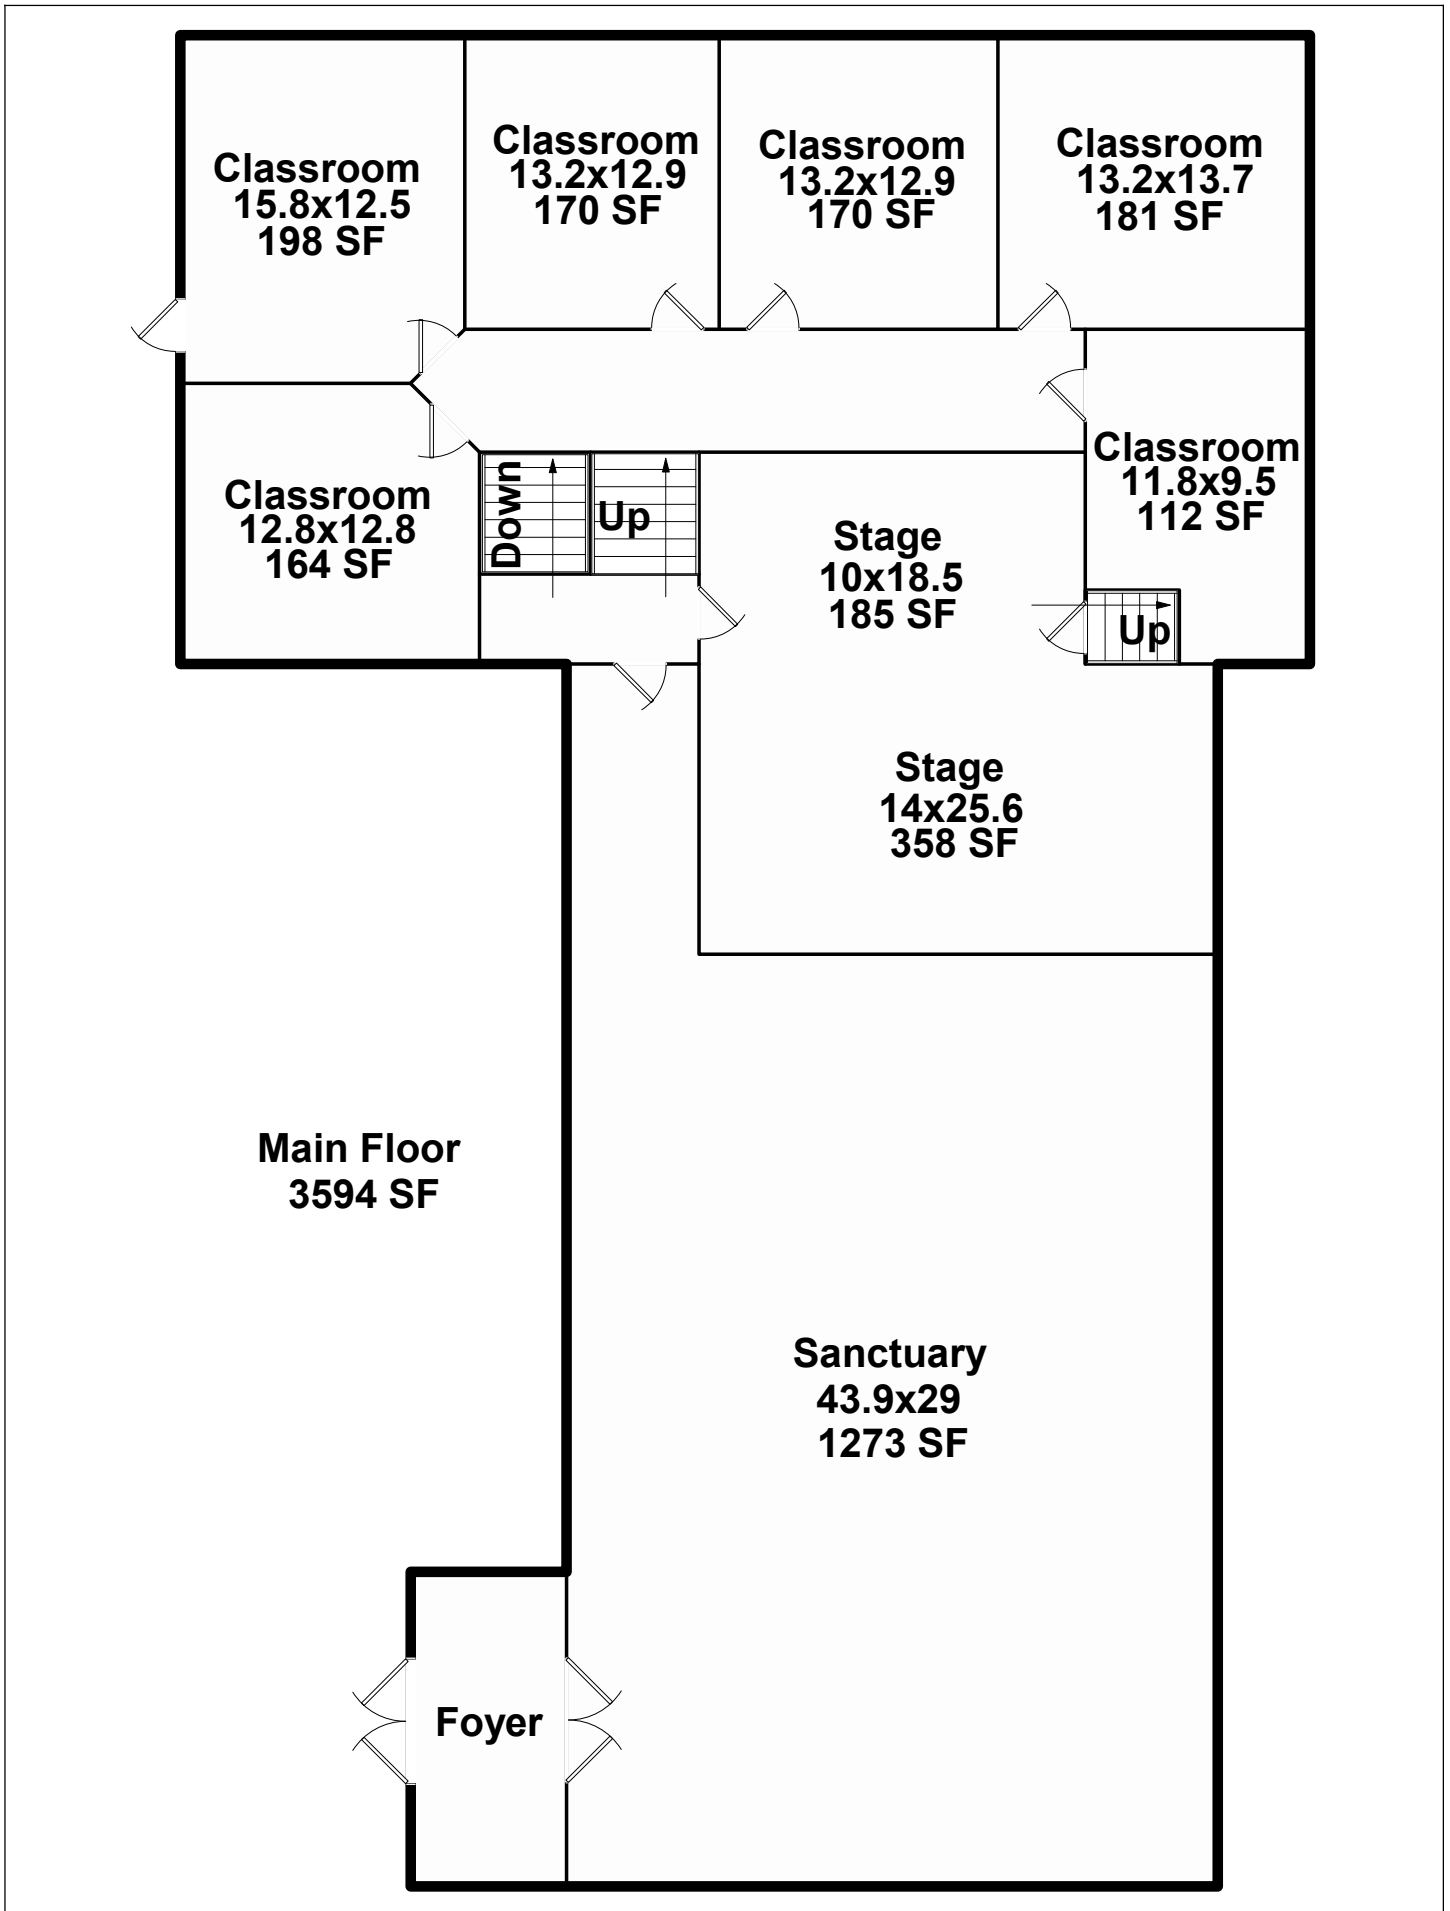 Classroom
15.8x12.5
198 SF
Classroom
13.2x12.9
170 SF
Classroom
13.2x12.9
170 SF
Classroom
13.2x13.7
181 SF
Classroom
12.8x12.8
164 SF
Down
Up
Stage
10x18.5
185 SF
Classroom
11.8x9.5
112 SF
Up
Stage
14x25.6
358 SF
Main Floor
3594 SF
Sanctuary
43.9x29
1273 SF
Foyer